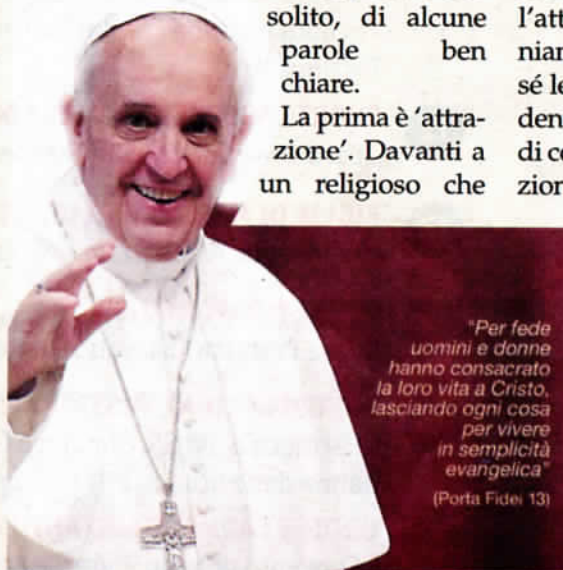 solito, di alcune
parole ben
chiare.
La prima è 'attra-
zione'. Davanti a
un religioso che
l'att
niam
sé le
den
di co
zion
"Per fede
uomini e donne
hanno consacrato
la loro vita a Cristo,
lasciando ogni cosa
per vivere
in semplicità
evangelica"
(Porta Fidei 13)